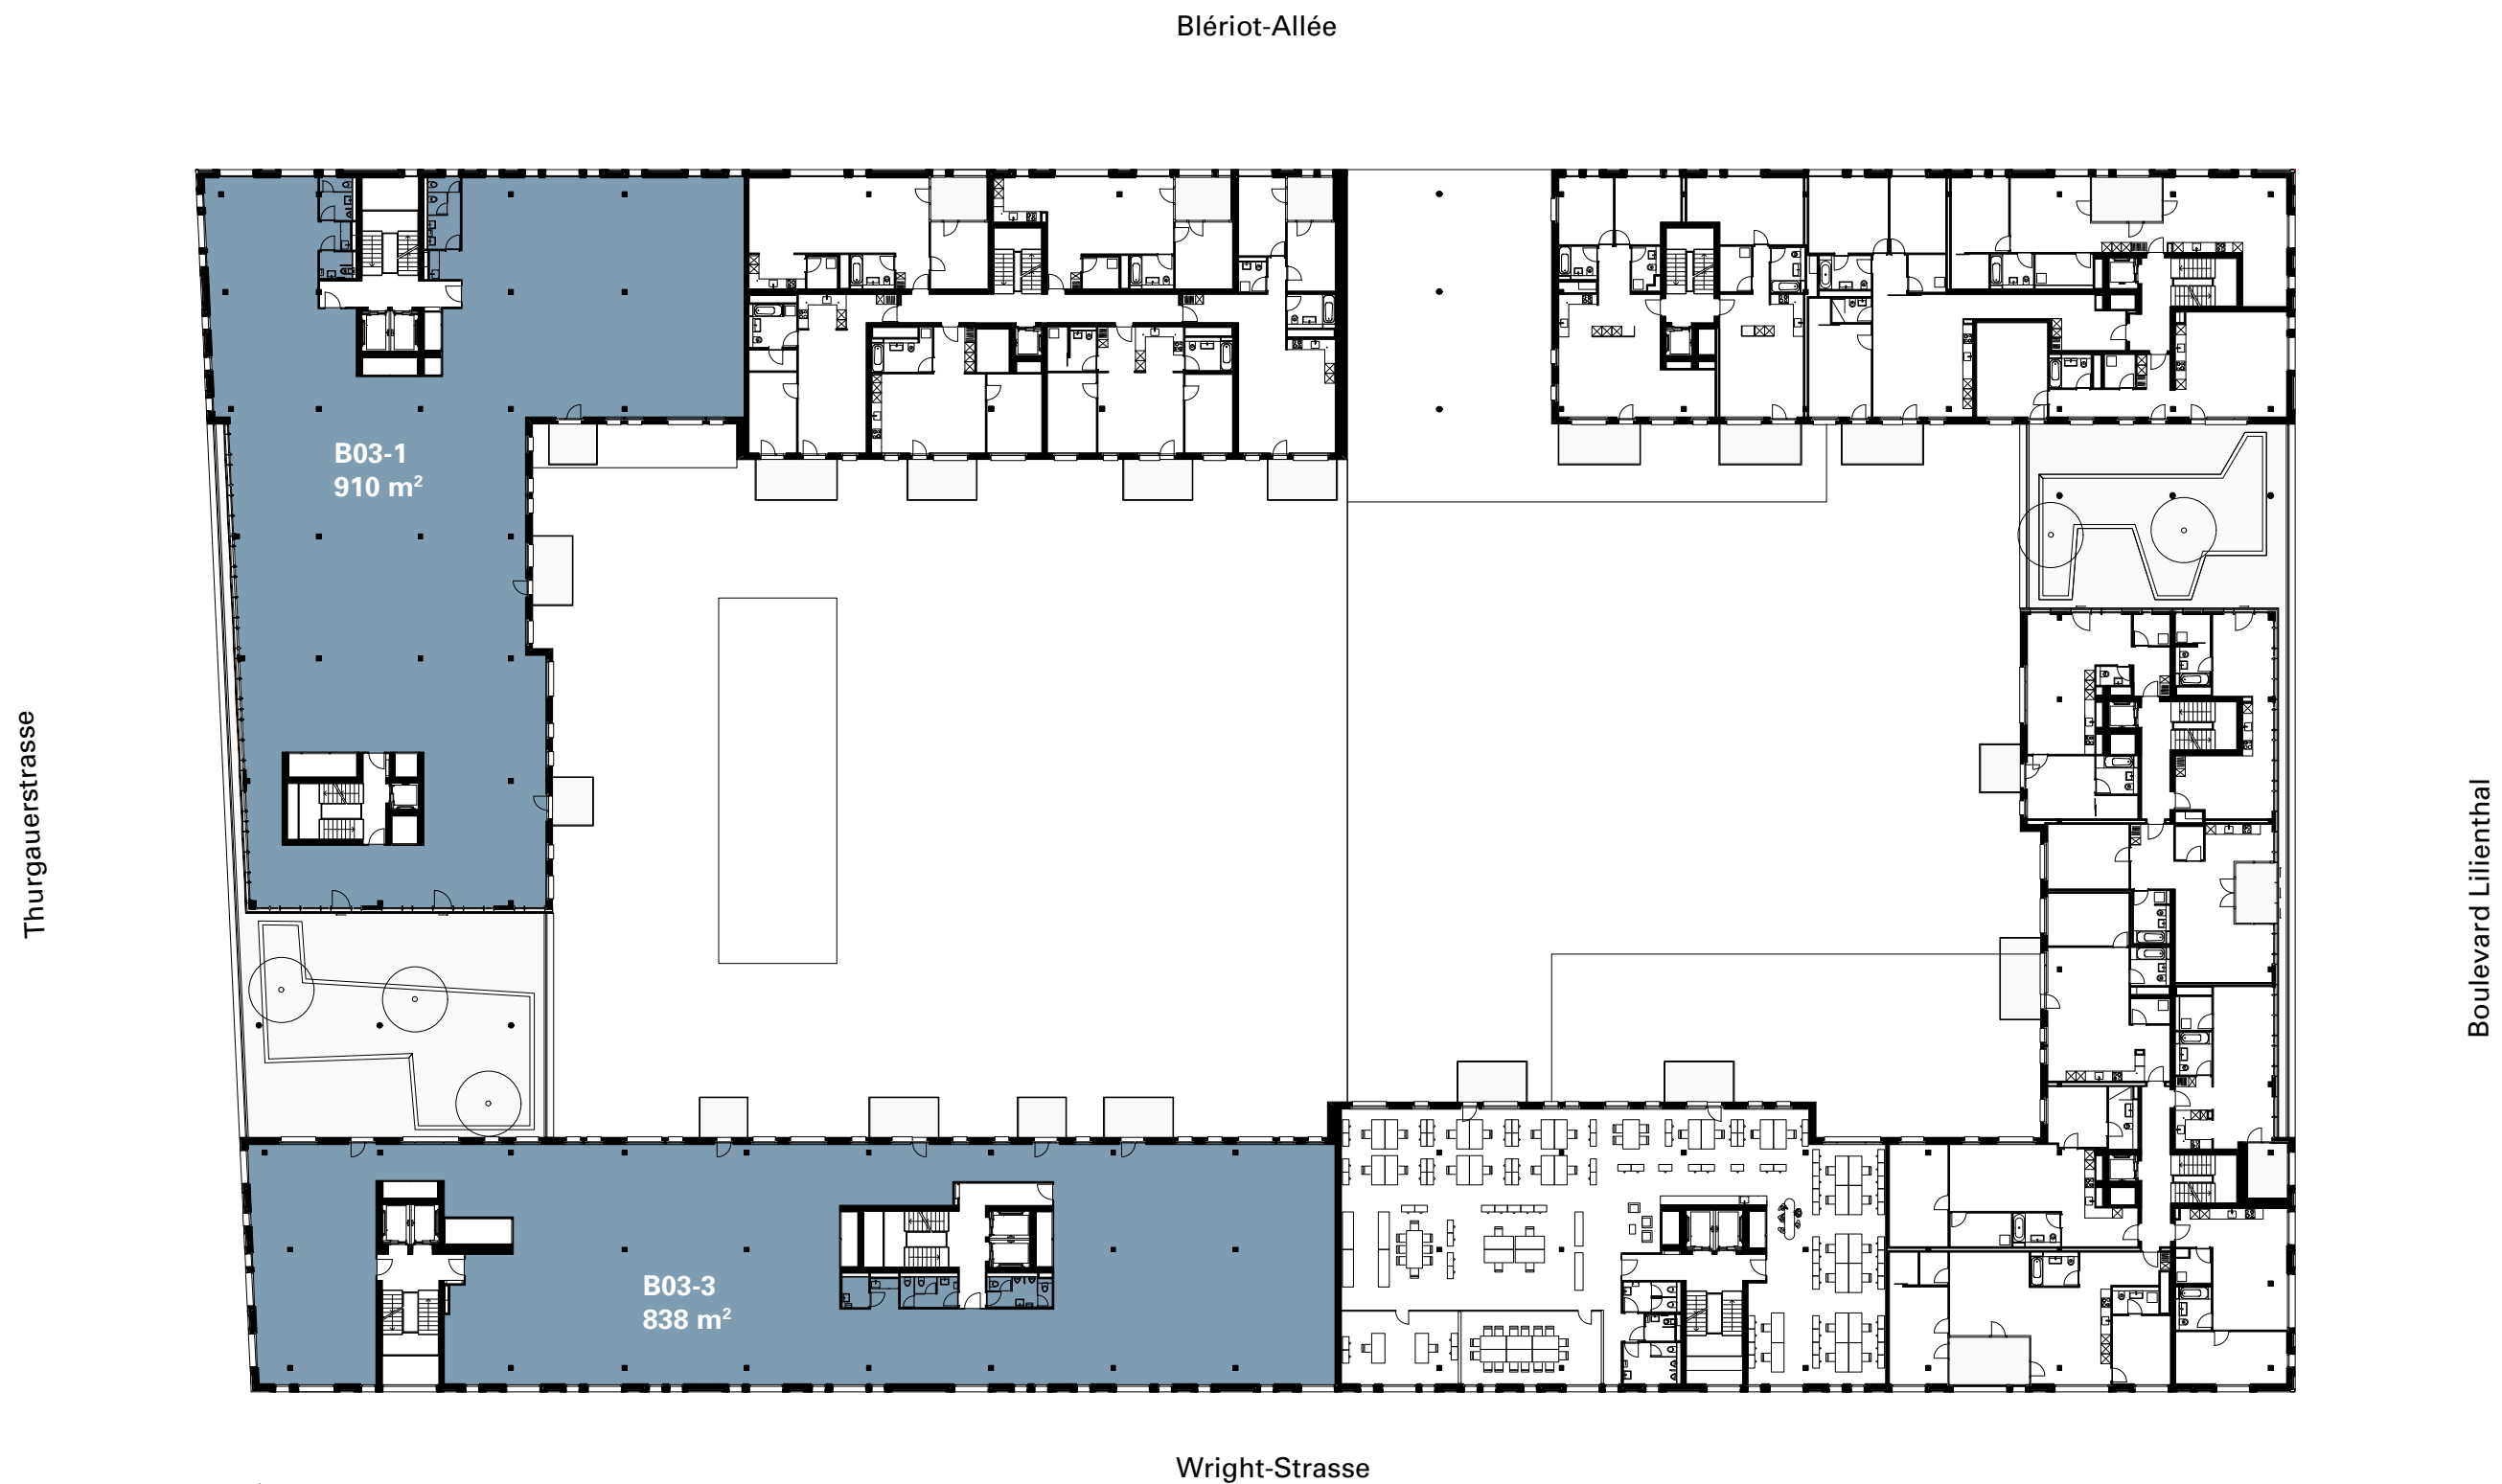 Blériot-Allée
B03-1
910 m²
Thurgauerstrasse
Boulevard Lilienthal
B03-3
838 m²
Wright-Strasse